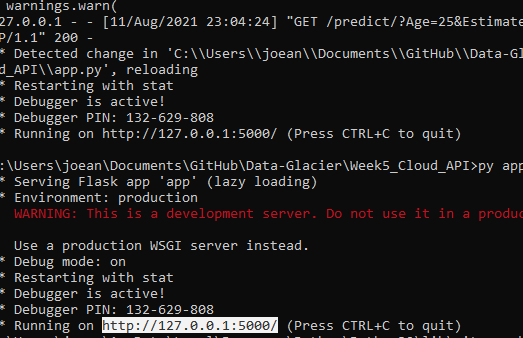 warnings.warn(
27.0.0.1 - - [11/Aug/2021 23:04:24] "GET /predict/?Age=25&Estimate
P/1.1" 200 -
* Detected change in 'C:\\Users\\joean\\Documents\\GitHub\\Data-Glacier
d_API\\app.py', reloading
* Restarting with stat
* Debugger is active!
* Debugger PIN: 132-629-808
* Running on http://127.0.0.1:5000/ (Press CTRL+C to quit)
:\Users\joean\Documents\GitHub\Data-Glacier\Week5_Cloud_API>py app
* Serving Flask app 'app' (lazy loading)
* Environment: production
WARNING: This is a development server. Do not use it in a produc
Use a production WSGI server instead.
* Debug mode: on
* Restarting with stat
* Debugger is active!
* Debugger PIN: 132-629-808
* Running on http://127.0.0.1:5000/ (Press CTRL+C to quit)